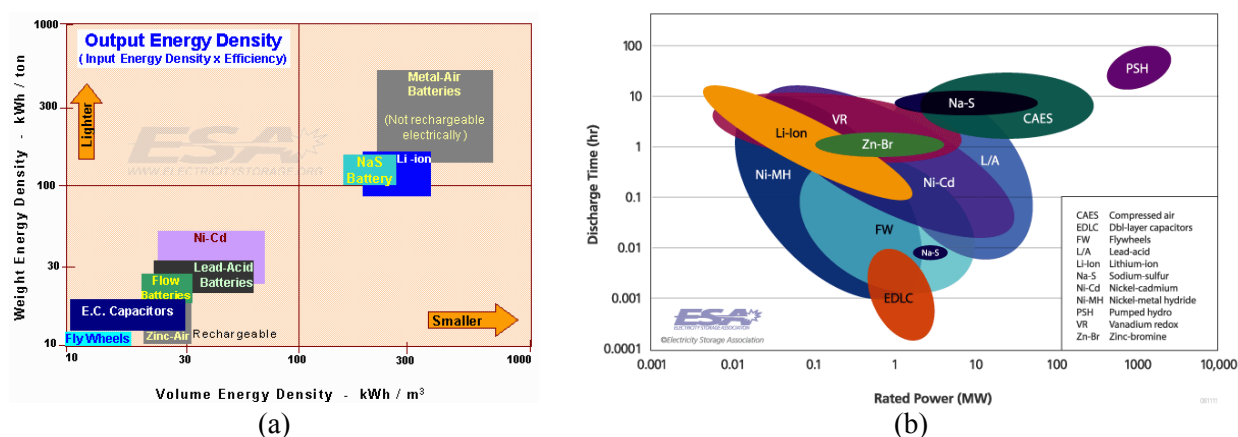 Output Energy Density
( Input Energy Density x Efficiency)
Weight Energy Density - kWh / ton
1000
300
100
30
10
Lighter
ESA
WWW.ELECTRICITYSTORAGE.ORG
Metal-Air
Batteries
(Not rechargeable
electrically )
NaS
Battery
Li -ion
Ni-Cd
Lead-Acid
Batteries
Flow
Batteries
E.C. Capacitors
Fly Wheels
Zinc-Air
Rechargeable
Smaller
10
30
100
300
1000
Volume Energy Density - kWh / m³
(a)
Discharge Time (hr)
100
10
1
0.1
0.01
0.001
0.0001
PSH
Na-S
CAES
VR
Li-Ion
Zn-Br
L/A
Ni-MH
Ni-Cd
FW
Na-S
EDLC
CAES Compressed air
EDLC Dbl-layer capacitors
FW Flywheels
L/A Lead-acid
Li-Ion Lithium-ion
Na-S Sodium-sulfur
Ni-Cd Nickel-cadmium
Ni-MH Nickel-metal hydride
PSH Pumped hydro
VR Vanadium redox
Zn-Br Zinc-bromine
ESA
ELECTRICITY STORAGE ASSOCIATION
©Electricity Storage Association
0.001
0.01
0.1
1
10
100
1000
10,000
Rated Power (MW)
(b)